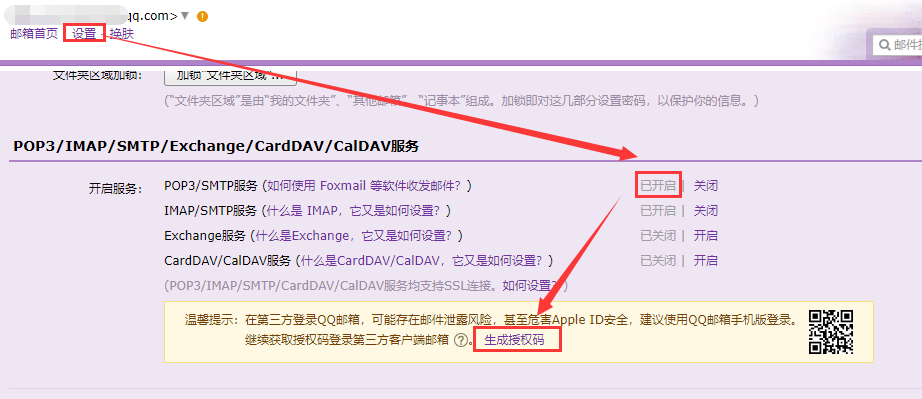 qq.com>
邮箱首页 设置 - 换肤
邮件
文件夹区域加锁： 加锁“文件夹区域”...
(“文件夹区域”是由“我的文件夹”、“其他邮箱”、“记事本”组成。加锁即对这几部分设置密码，以保护你的信息。)
POP3/IMAP/SMTP/Exchange/CardDAV/CalDAV服务
开启服务： POP3/SMTP服务 (如何使用 Foxmail 等软件收发邮件？) 已开启 | 关闭
IMAP/SMTP服务 (什么是 IMAP，它又是如何设置？) 已开启 | 关闭
Exchange服务 (什么是Exchange，它又是如何设置？) 已关闭 | 开启
CardDAV/CalDAV服务 (什么是CardDAV/CalDAV，它又是如何设置？) 已关闭 | 开启
(POP3/IMAP/SMTP/CardDAV/CalDAV服务均支持SSL连接。如何设置？)
温馨提示：在第三方登录QQ邮箱，可能存在邮件泄露风险，甚至危害Apple ID安全，建议使用QQ邮箱手机版登录。
继续获取授权码登录第三方客户端邮箱 ? 。 生成授权码